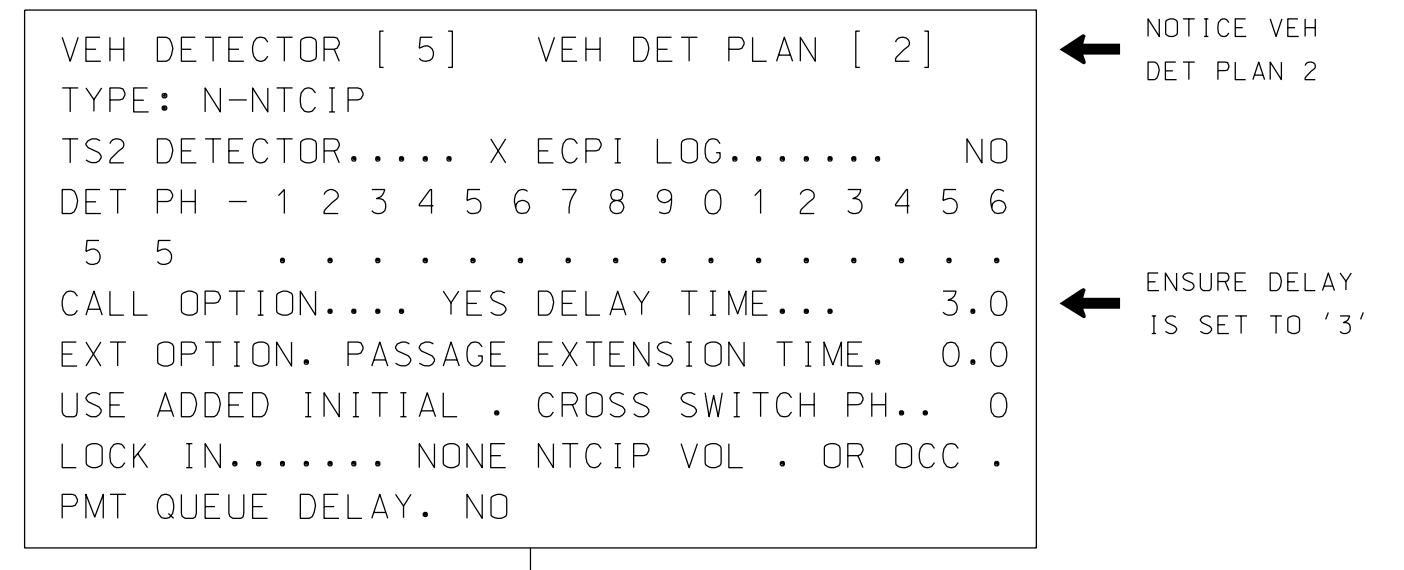 VEH DETECTOR [ 5] VEH DET PLAN [ 2]
TYPE: N-NTCIP
TS2 DETECTOR..... X ECPI LOG....... NO
DET PH - 1 2 3 4 5 6 7 8 9 0 1 2 3 4 5 6
5 5 . . . . . . . . . . . . . . . .
CALL OPTION.... YES DELAY TIME... 3.0
EXT OPTION. PASSAGE EXTENSION TIME. 0.0
USE ADDED INITIAL . CROSS SWITCH PH.. 0
LOCK IN....... NONE NTCIP VOL . OR OCC .
PMT QUEUE DELAY. NO
NOTICE VEH
DET PLAN 2
ENSURE DELAY
IS SET TO '3'